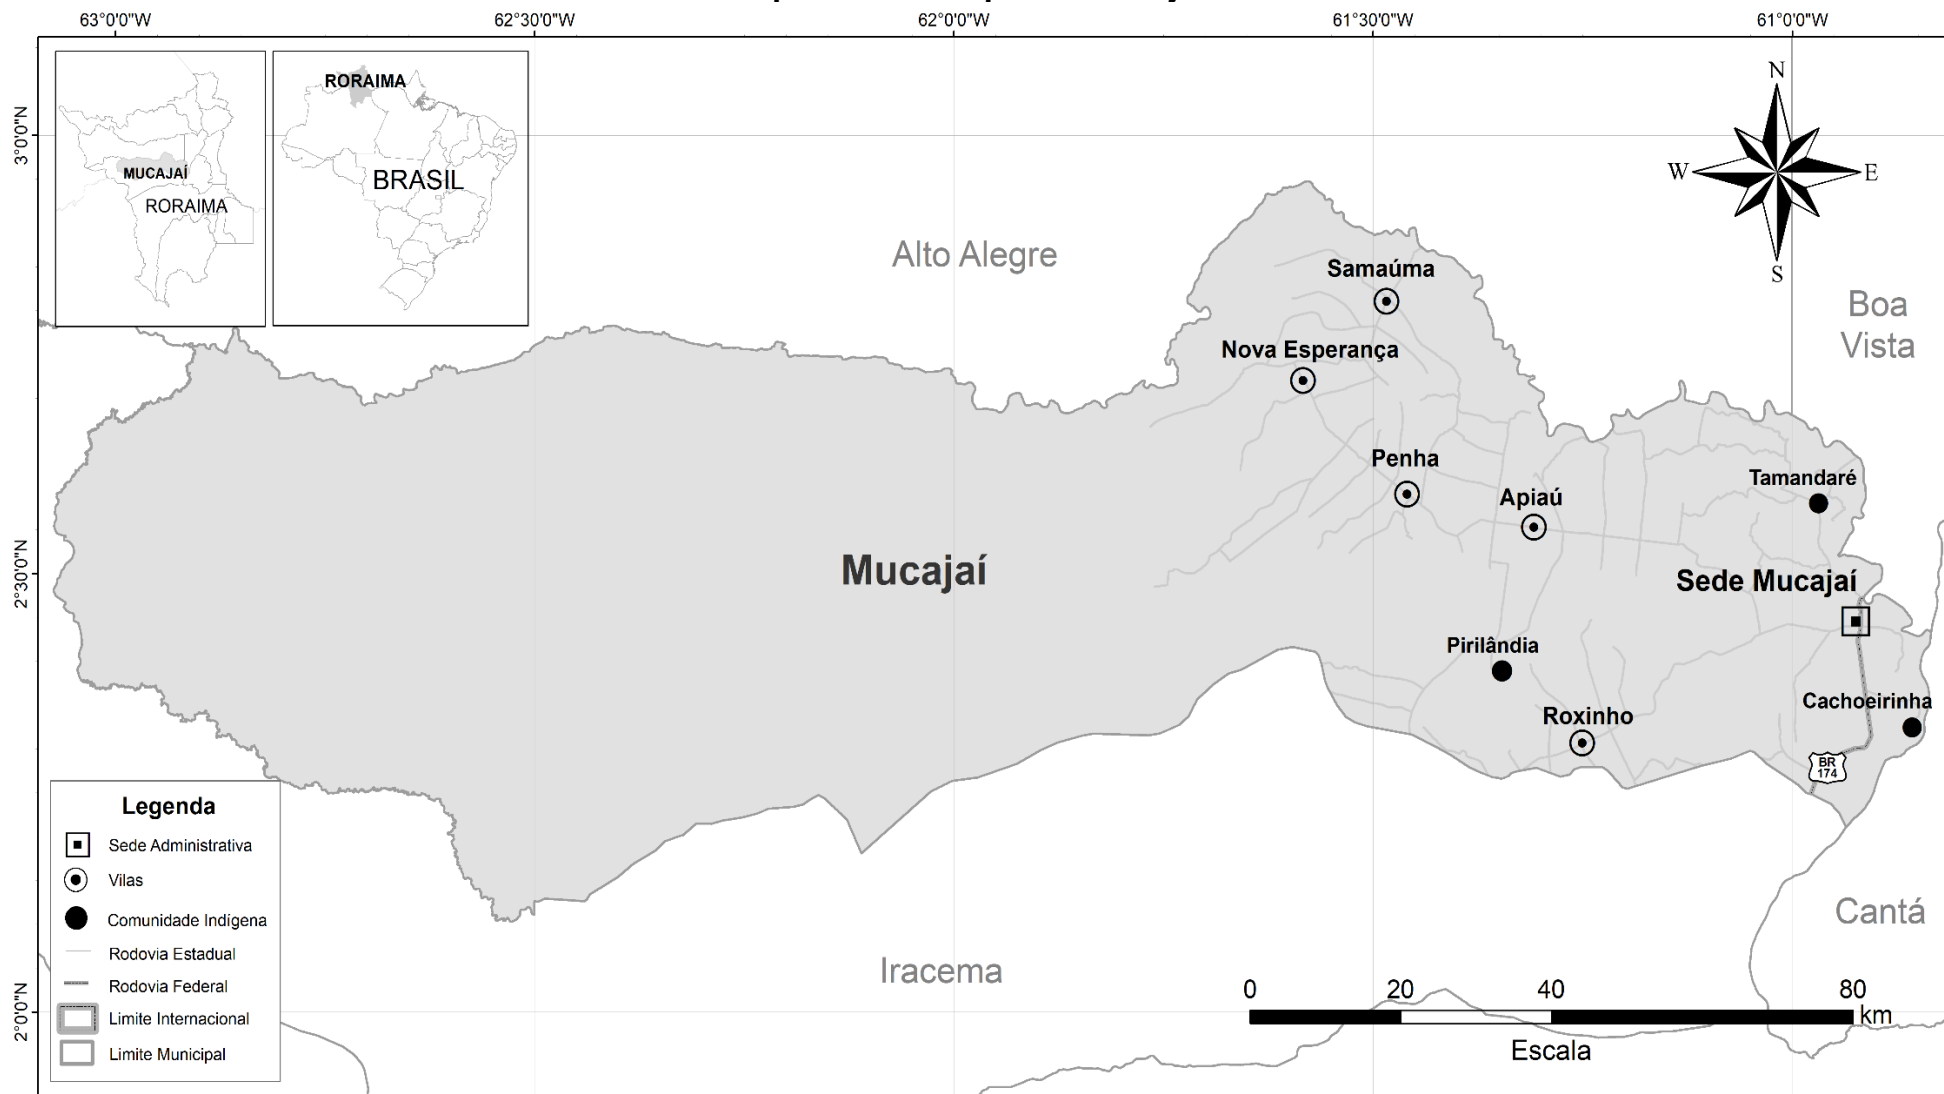 63°0'0"W
62°30'0"W
62°0'0"W
61°30'0"W
61°0'0"W
3°0'0"N
2°30'0"N
2°0'0"N
MUCAJAÍ
RORAIMA
RORAIMA
BRASIL
N
W
E
S
Alto Alegre
Boa
Vista
Samaúma
Nova Esperança
Penha
Apiaú
Tamandaré
Mucajaí
Sede Mucajaí
Pirilândia
Cachoeirinha
Roxinho
BR
174
Cantá
Iracema
Legenda
Sede Administrativa
Vilas
Comunidade Indígena
Rodovia Estadual
Rodovia Federal
Limite Internacional
Limite Municipal
0 20 40 80
km
Escala